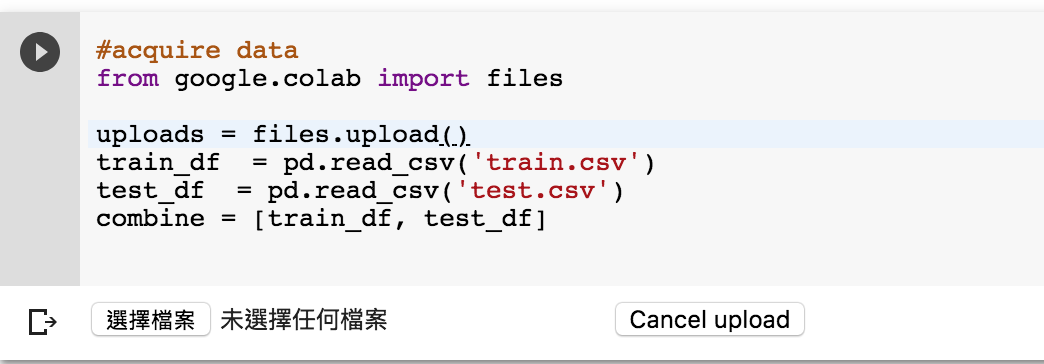 #acquire data
from google.colab import files
uploads = files.upload()
train_df  = pd.read_csv('train.csv')
test_df  = pd.read_csv('test.csv')
combine = [train_df, test_df]
選擇檔案 未選擇任何檔案 Cancel upload